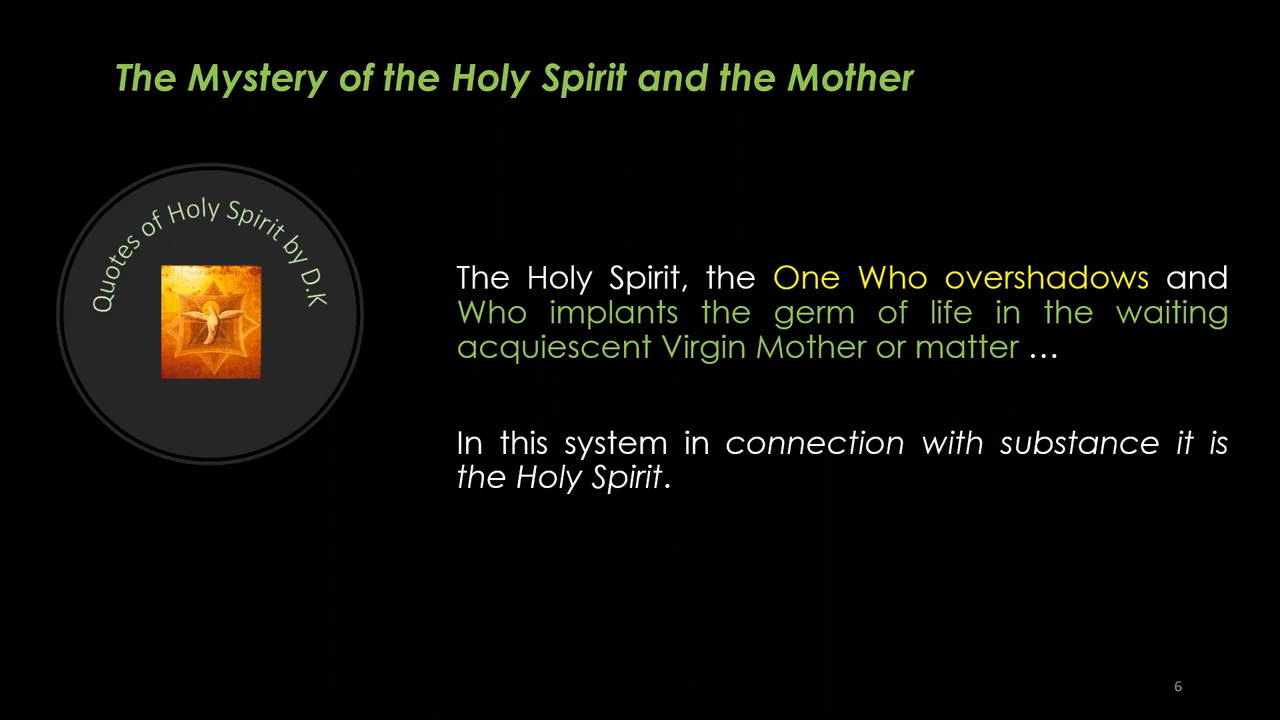 The Mystery of the Holy Spirit and the Mother
Quotes of Holy Spirit by D.K
The Holy Spirit, the One Who overshadows and
Who implants the germ of life in the waiting
acquiescent Virgin Mother or matter …
In this system in connection with substance it is
the Holy Spirit.
6